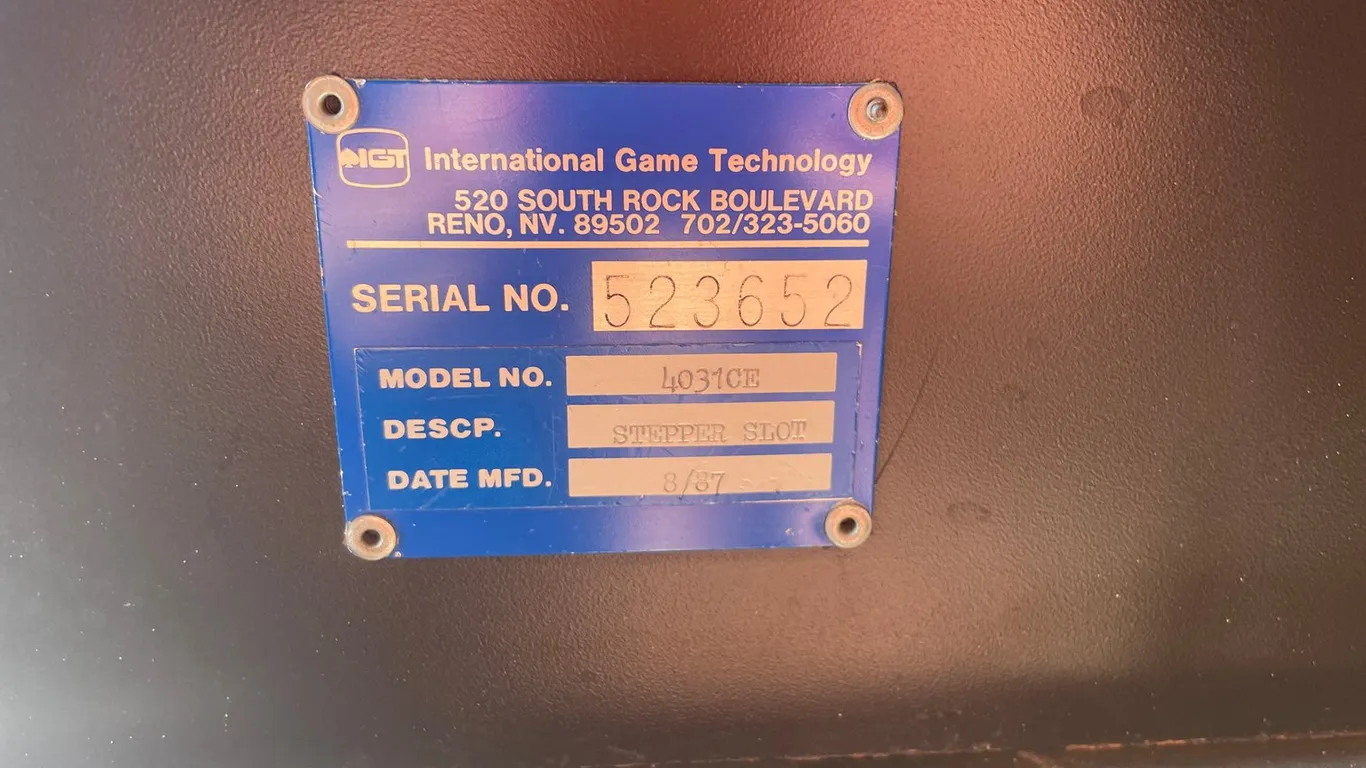 IGT International Game Technology
520 SOUTH ROCK BOULEVARD
RENO, NV. 89502 702/323-5060
SERIAL NO. 523652
MODEL NO. 4031CE
DESCP. STEPPER SLOT
DATE MFD. 8/87